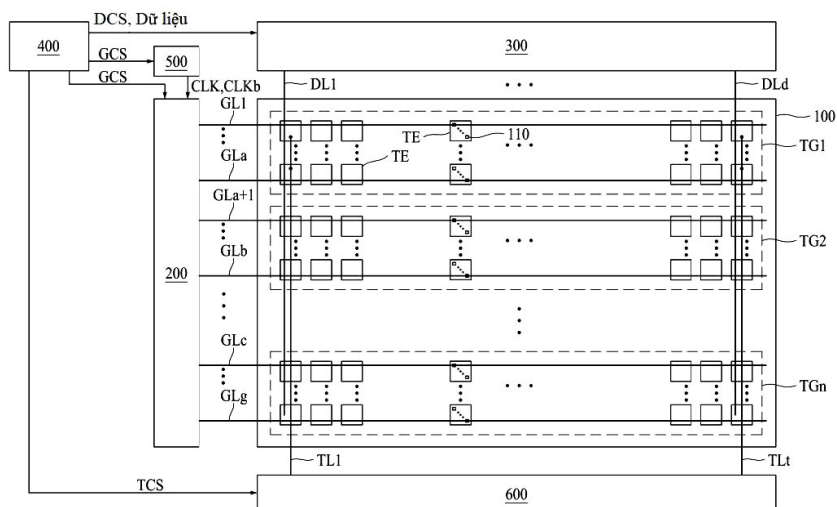 DCS, Dữ liệu
400
300
GCS
500
GCS
CLK,CLKb
DL1
DLd
GL1
100
TE
110
TG1
TE
GLa
GLa+1
TG2
GLb
200
GLc
TGn
GLg
TL1
TLt
TCS
600